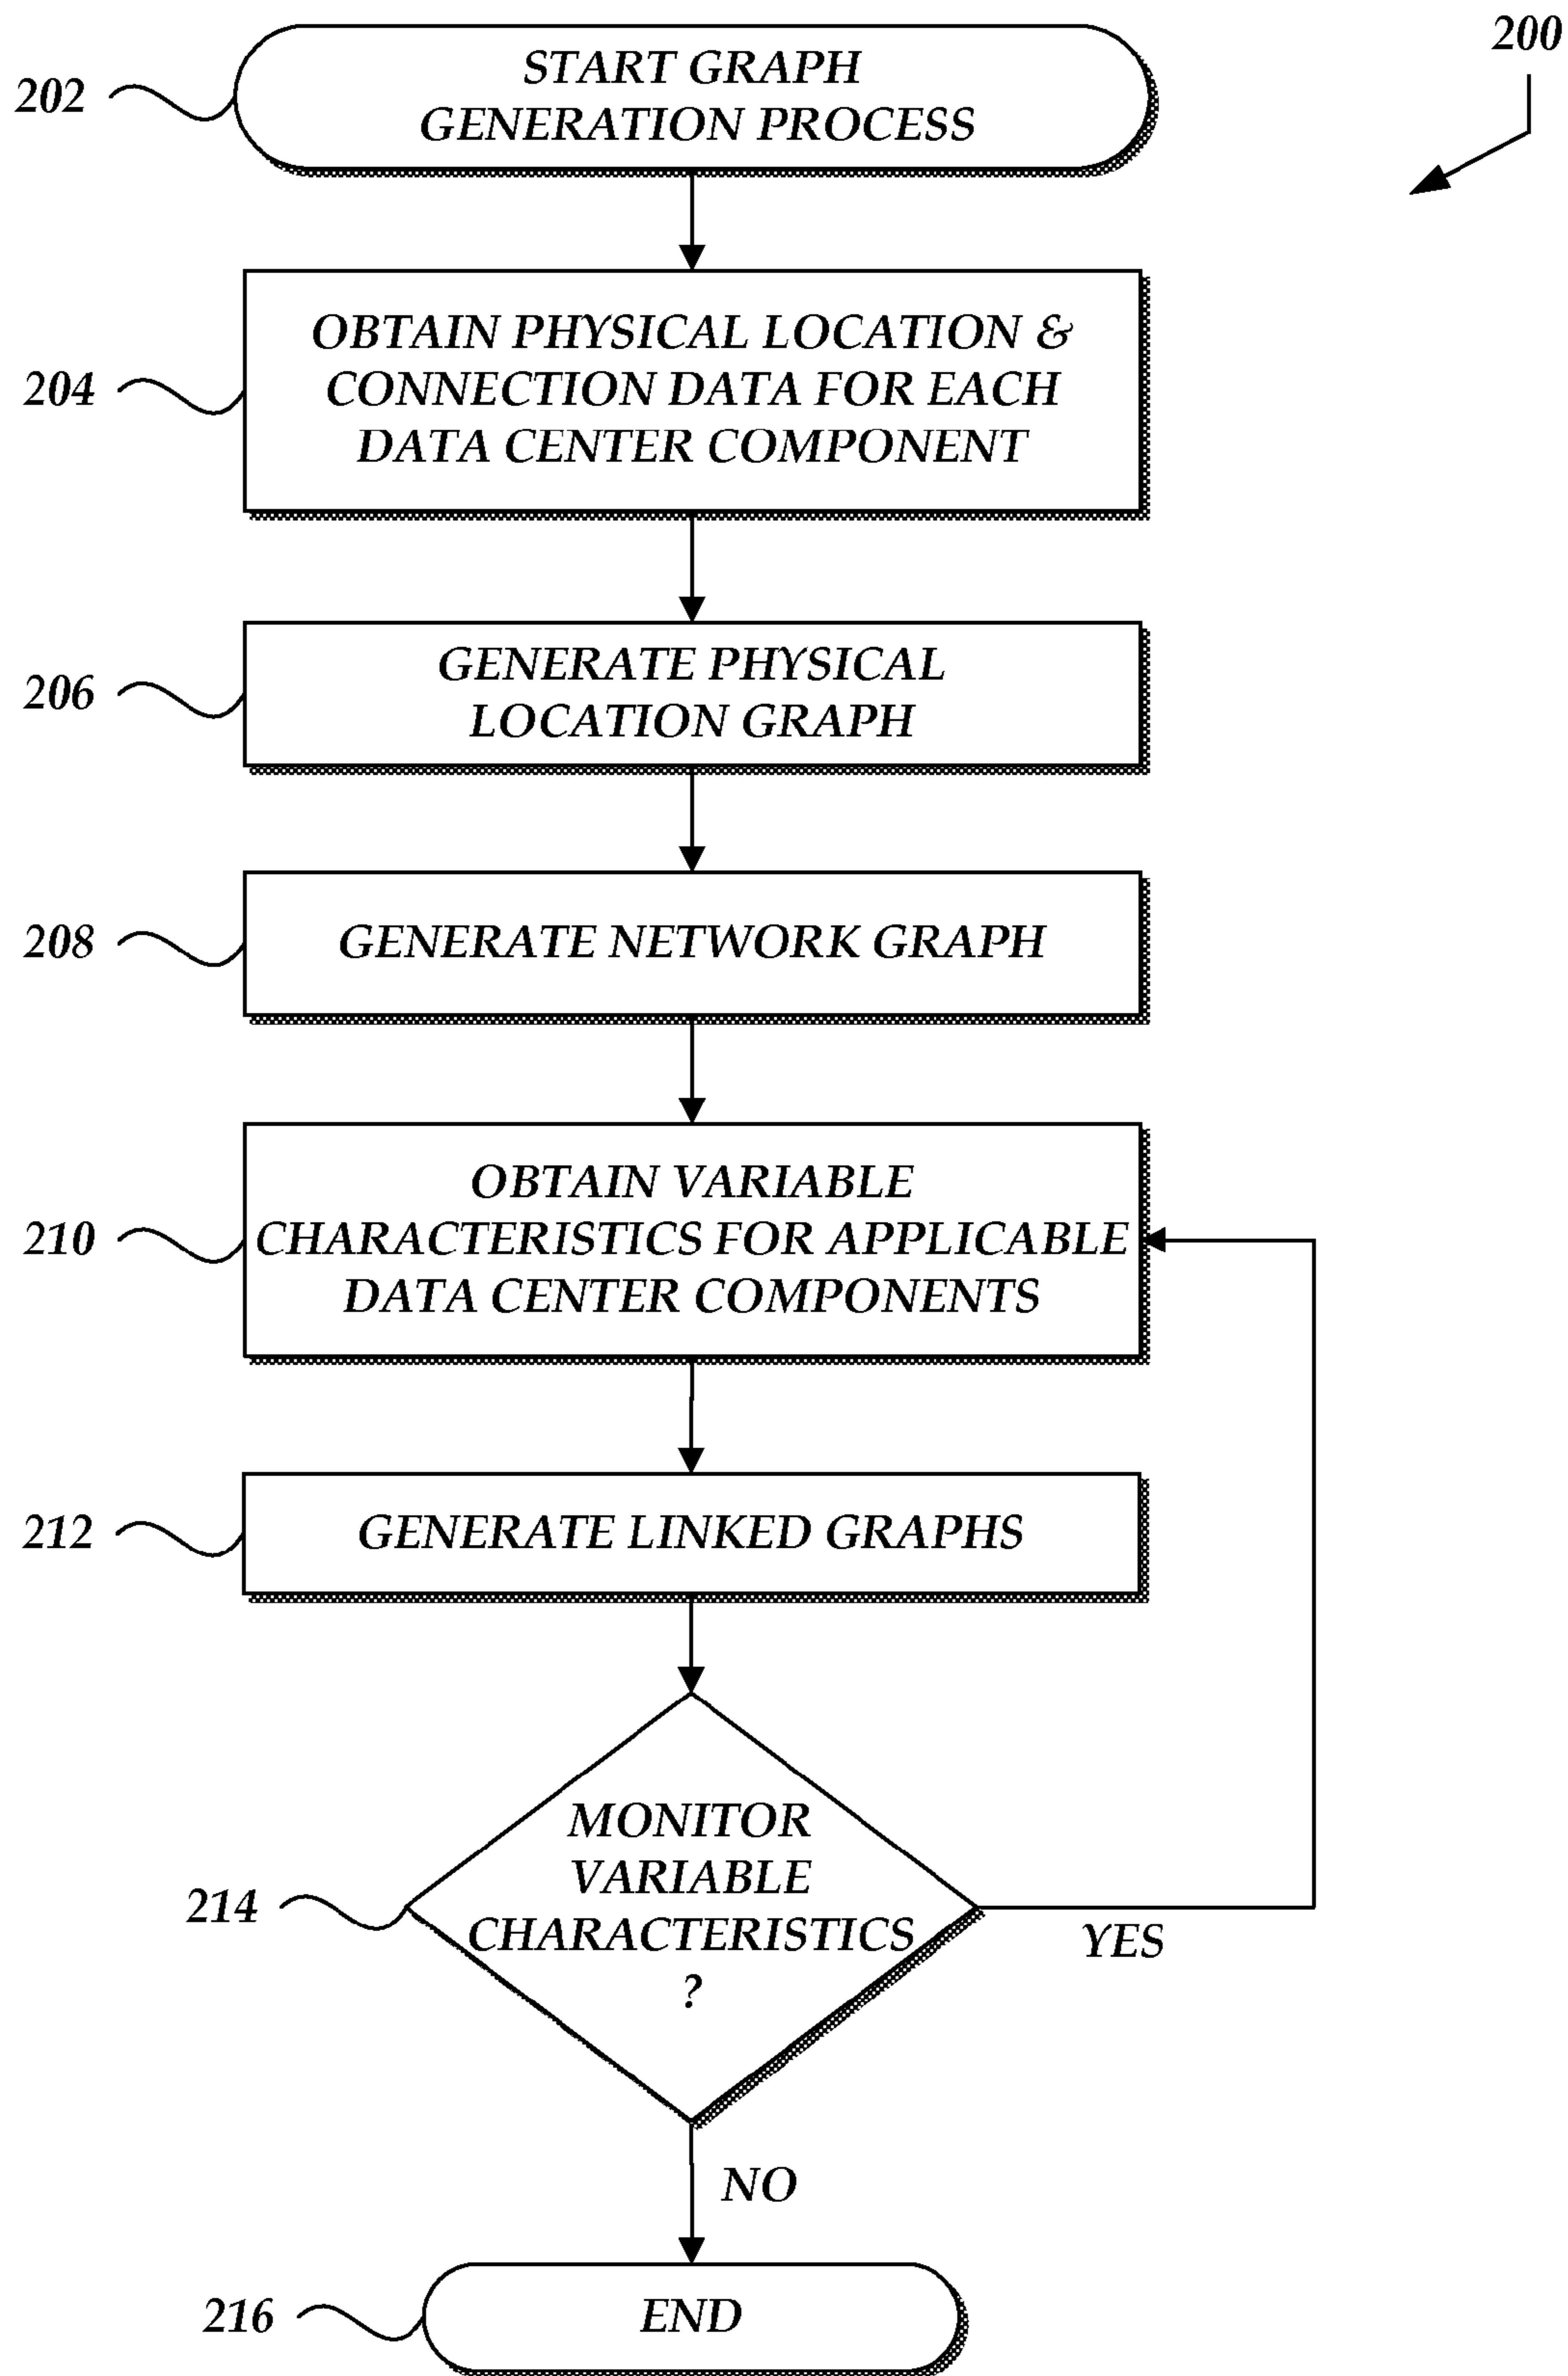 200
202
START GRAPH
GENERATION PROCESS
204
OBTAIN PHYSICAL LOCATION &
CONNECTION DATA FOR EACH
DATA CENTER COMPONENT
206
GENERATE PHYSICAL
LOCATION GRAPH
208
GENERATE NETWORK GRAPH
210
OBTAIN VARIABLE
CHARACTERISTICS FOR APPLICABLE
DATA CENTER COMPONENTS
212
GENERATE LINKED GRAPHS
214
MONITOR
VARIABLE
CHARACTERISTICS
?
YES
NO
216
END